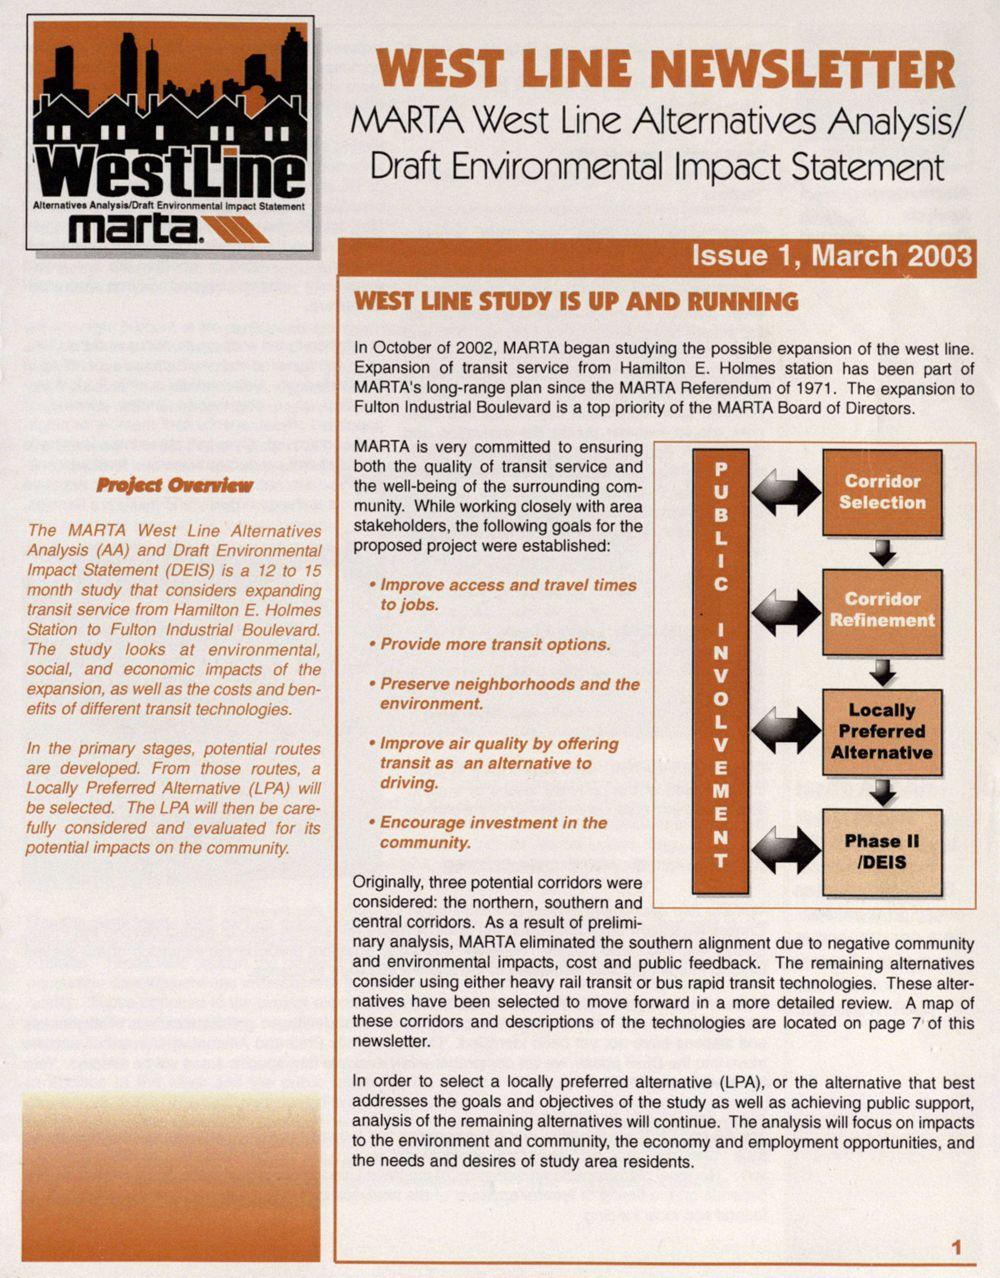 WestLine
Alternatives Analysis/Draft Environmental Impact Statement
marta.
WEST LINE NEWSLETTER
MARTA West Line Alternatives Analysis/
Draft Environmental Impact Statement
Issue 1, March 2003
Project Overview
The MARTA West Line Alternatives
Analysis (AA) and Draft Environmental
Impact Statement (DEIS) is a 12 to 15
month study that considers expanding
transit service from Hamilton E. Holmes
Station to Fulton Industrial Boulevard.
The study looks at environmental,
social, and economic impacts of the
expansion, as well as the costs and ben-
efits of different transit technologies.
In the primary stages, potential routes
are developed. From those routes, a
Locally Preferred Alternative (LPA) will
be selected. The LPA will then be care-
fully considered and evaluated for its
potential impacts on the community.
WEST LINE STUDY IS UP AND RUNNING
In October of 2002, MARTA began studying the possible expansion of the west line.
Expansion of transit service from Hamilton E. Holmes station has been part of
MARTA's long-range plan since the MARTA Referendum of 1971. The expansion to
Fulton Industrial Boulevard is a top priority of the MARTA Board of Directors.
MARTA is very committed to ensuring
both the quality of transit service and
the well-being of the surrounding com-
munity. While working closely with area
stakeholders, the following goals for the
proposed project were established:
• Improve access and travel times
to jobs.
• Provide more transit options.
• Preserve neighborhoods and the
environment.
• Improve air quality by offering
transit as an alternative to
driving.
• Encourage investment in the
community.
PUBLIC INVOLVEMENT
Corridor
Selection
Corridor
Refinement
Locally
Preferred
Alternative
Phase II
/DEIS
Originally, three potential corridors were
considered: the northern, southern and
central corridors. As a result of prelimi-
nary analysis, MARTA eliminated the southern alignment due to negative community
and environmental impacts, cost and public feedback. The remaining alternatives
consider using either heavy rail transit or bus rapid transit technologies. These alter-
natives have been selected to move forward in a more detailed review. A map of
these corridors and descriptions of the technologies are located on page 7 of this
newsletter.
In order to select a locally preferred alternative (LPA), or the alternative that best
addresses the goals and objectives of the study as well as achieving public support,
analysis of the remaining alternatives will continue. The analysis will focus on impacts
to the environment and community, the economy and employment opportunities, and
the needs and desires of study area residents.
1